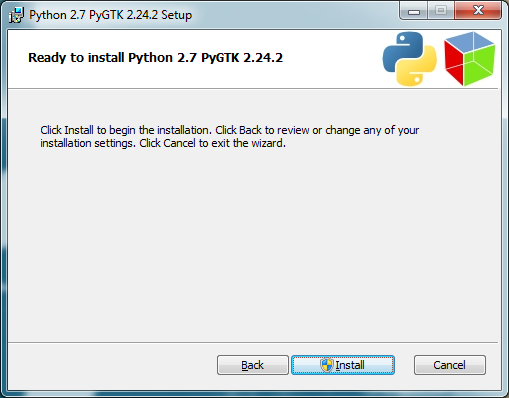 Python 2.7 PyGTK 2.24.2 Setup
Ready to install Python 2.7 PyGTK 2.24.2
Click Install to begin the installation. Click Back to review or change any of your
installation settings. Click Cancel to exit the wizard.
Back Install Cancel